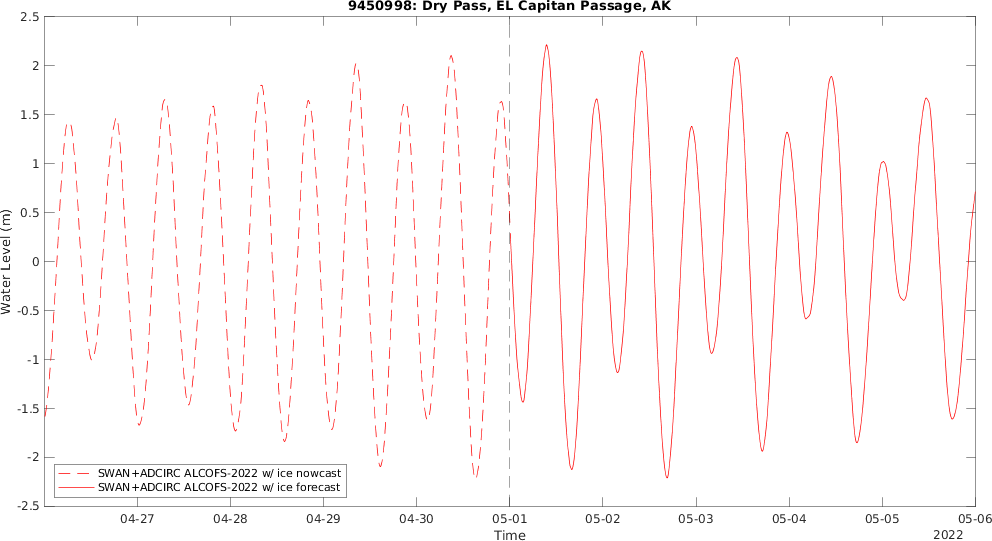 9450998: Dry Pass, EL Capitan Passage, AK
2.5
2
1.5
1
0.5
0
-0.5
-1
-1.5
-2
-2.5
Water Level (m)
SWAN+ADCIRC ALCOFS-2022 w/ ice nowcast
SWAN+ADCIRC ALCOFS-2022 w/ ice forecast
04-27 04-28 04-29 04-30 05-01 05-02 05-03 05-04 05-05 05-06
Time
2022